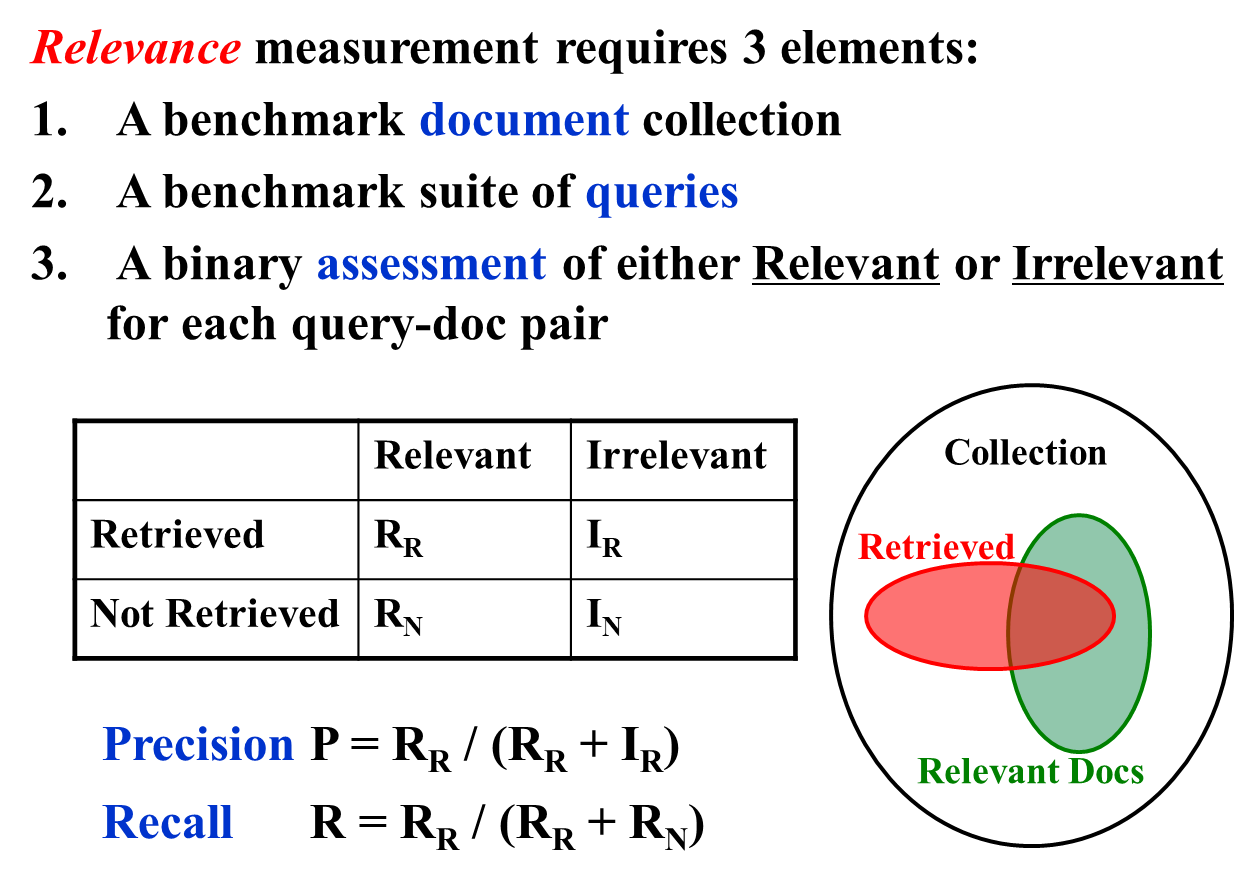 Relevance measurement requires 3 elements:
1. A benchmark document collection
2. A benchmark suite of queries
3. A binary assessment of either Relevant or Irrelevant
for each query-doc pair
Relevant Irrelevant
Retrieved R_R I_R
Not Retrieved R_N I_N
Collection
Retrieved
Relevant Docs
Precision P = R_R / (R_R + I_R)
Recall R = R_R / (R_R + R_N)